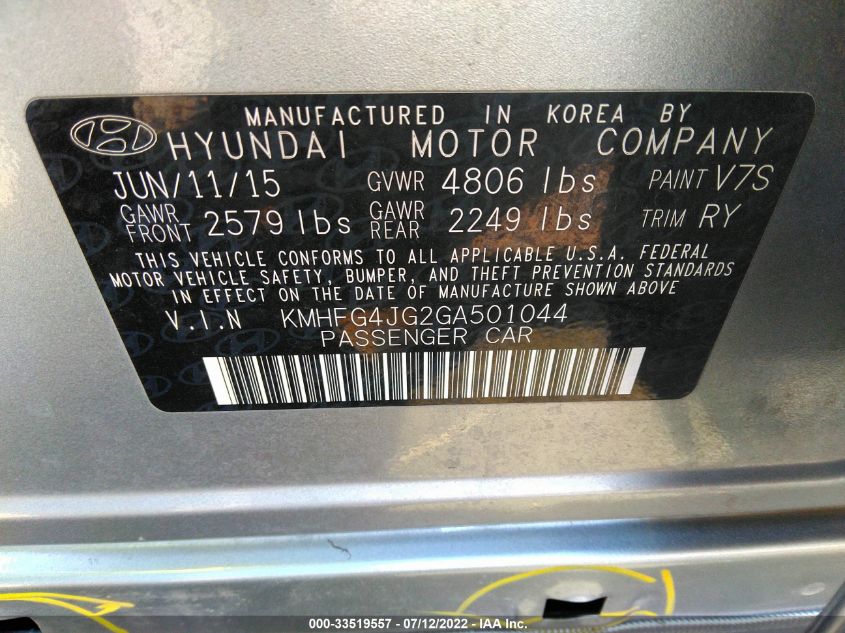 MANUFACTURED IN KOREA BY
HYUNDAI MOTOR COMPANY
JUN/11/15 GVWR 4806 lbs PAINT V7S
GAWR FRONT 2579 lbs GAWR REAR 2249 lbs TRIM RY
THIS VEHICLE CONFORMS TO ALL APPLICABLE U.S.A. FEDERAL
MOTOR VEHICLE SAFETY, BUMPER, AND THEFT PREVENTION STANDARDS
IN EFFECT ON THE DATE OF MANUFACTURE SHOWN ABOVE
V.I.N KMHFG4JG2GA501044
PASSENGER CAR
000-33519557 - 07/12/2022 - IAA Inc.